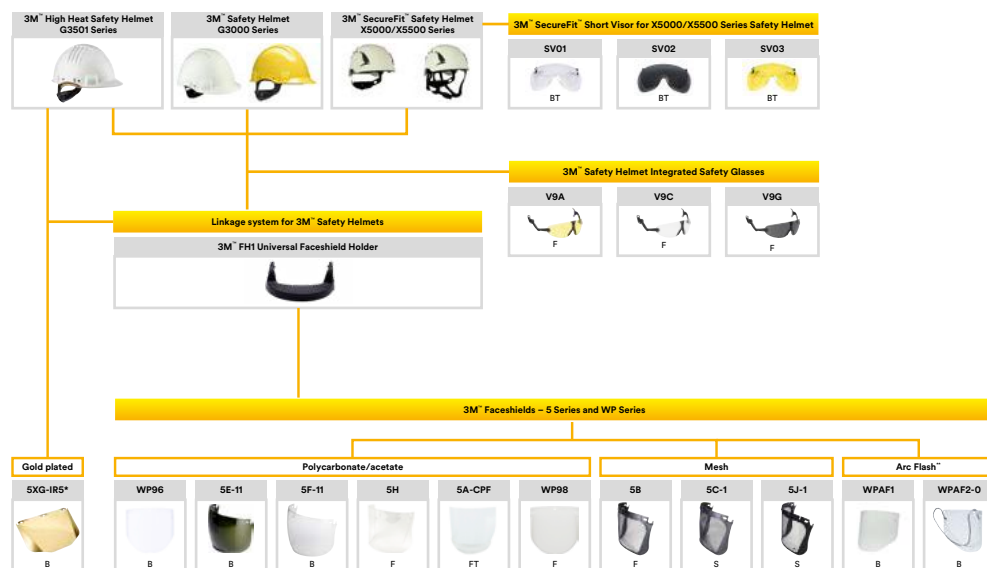 3M™ High Heat Safety Helmet
G3501 Series
3M™ Safety Helmet
G3000 Series
3M™ SecureFit™ Safety Helmet
X5000/X5500 Series
3M™ SecureFit™ Short Visor for X5000/X5500 Series Safety Helmet
SV01
SV02
SV03
BT
BT
BT
3M™ Safety Helmet Integrated Safety Glasses
V9A
V9C
V9G
F
F
F
Linkage system for 3M™ Safety Helmets
3M™ FH1 Universal Faceshield Holder
3M™ Faceshields – 5 Series and WP Series
Gold plated
Polycarbonate/acetate
Mesh
Arc Flash**
5XG-IR5*
WP96
5E-11
5F-11
5H
5A-CPF
WP98
5B
5C-1
5J-1
WPAF1
WPAF2-0
B
B
B
B
F
FT
F
F
S
S
B
B